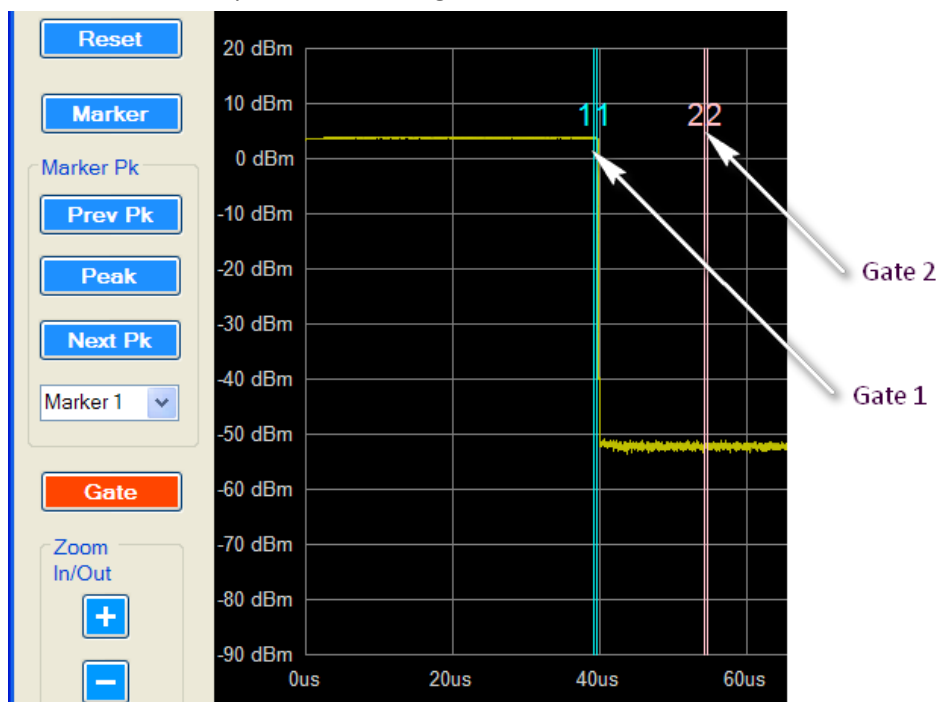 Reset
Marker
Marker Pk
Prev Pk
Peak
Next Pk
Marker 1
Gate
Zoom
In/Out
+
−
20 dBm
10 dBm
0 dBm
-10 dBm
-20 dBm
-30 dBm
-40 dBm
-50 dBm
-60 dBm
-70 dBm
-80 dBm
-90 dBm
0us 20us 40us 60us
11 22
Gate 2
Gate 1